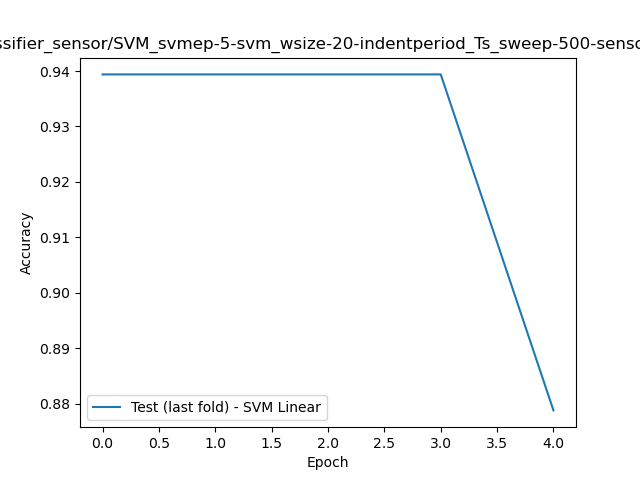 ssifier_sensor/SVM_svmep-5-svm_wsize-20-indentperiod_Ts_sweep-500-senso
0.94
0.93
0.92
0.91
0.90
0.89
0.88
Accuracy
Test (last fold) - SVM Linear
0.0 0.5 1.0 1.5 2.0 2.5 3.0 3.5 4.0
Epoch